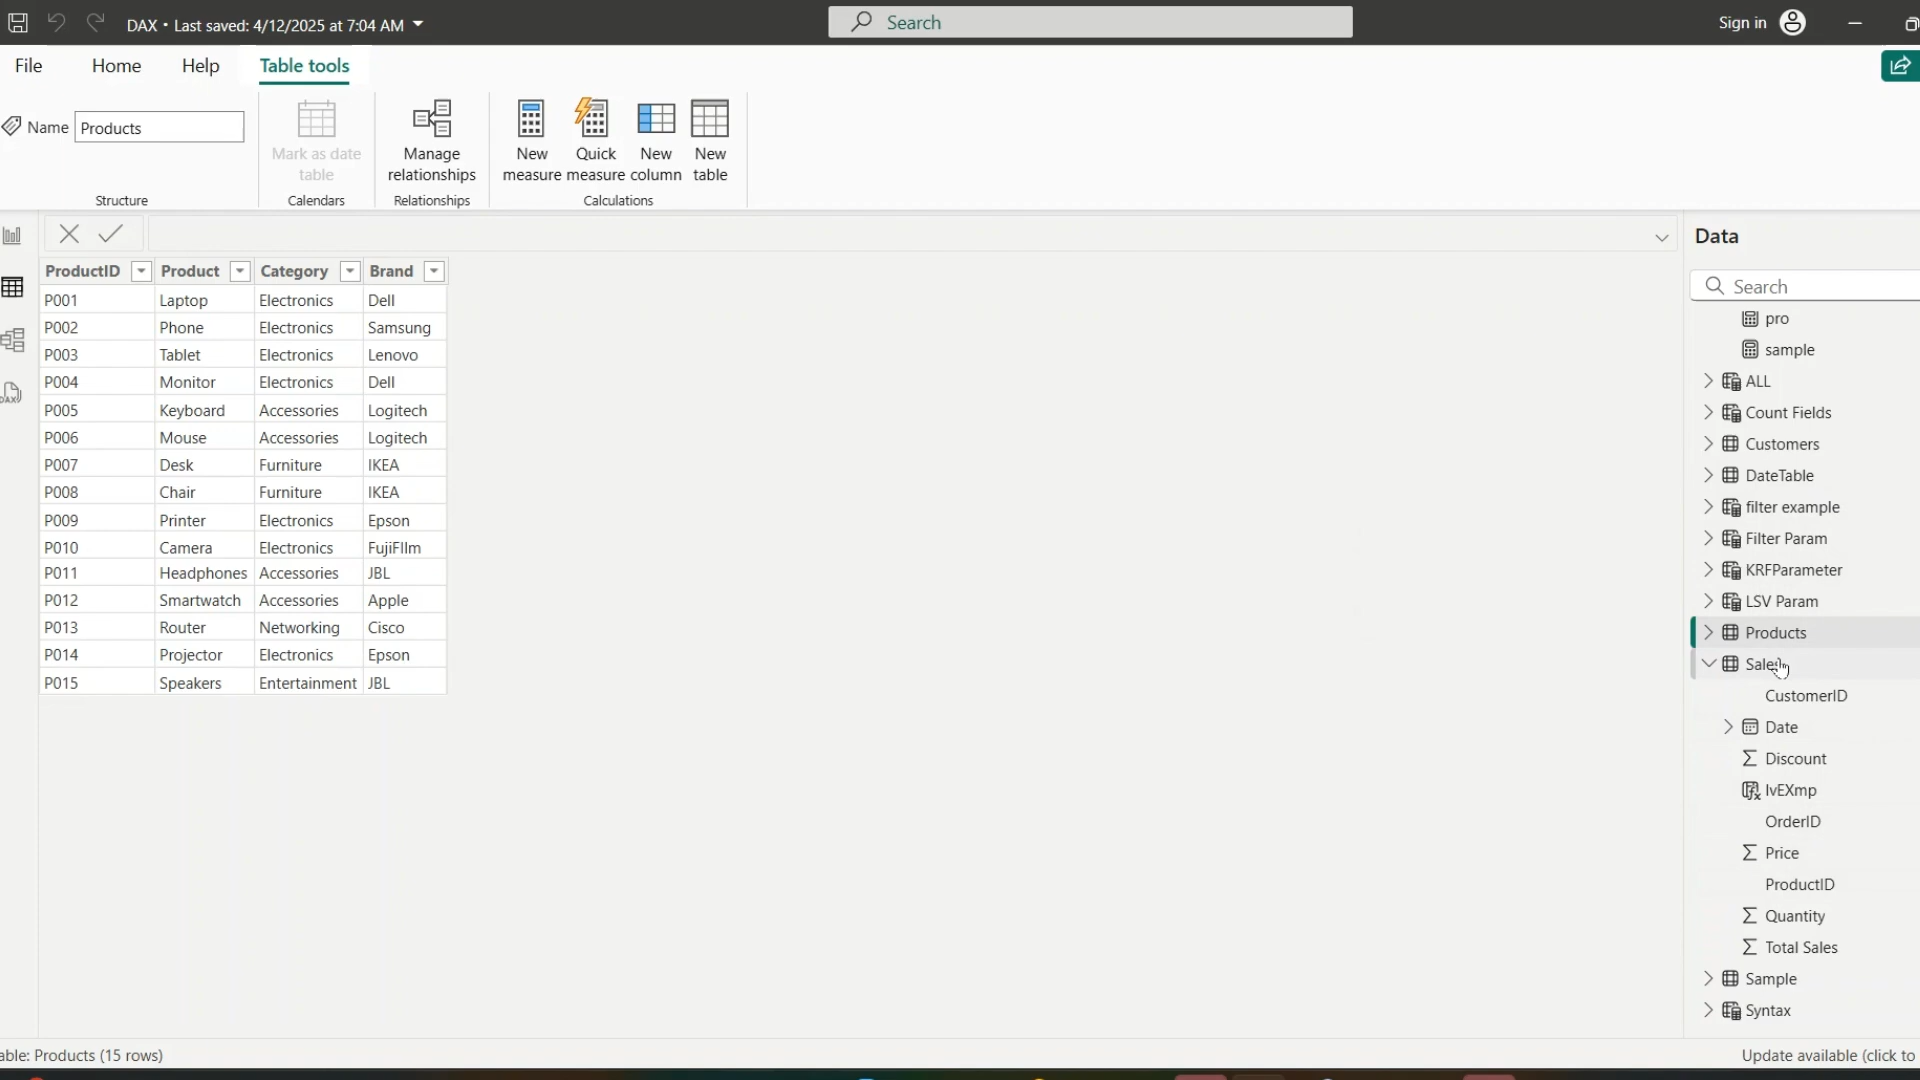 DAX • Last saved: 4/12/2025 at 7:04 AM
Search
Sign in
File Home Help Table tools
Name Products
Mark as date table
Manage relationships
New measure
Quick measure
New column
New table
Structure Calendars Relationships Calculations
Data
Search
ProductID Product Category Brand
P001 Laptop Electronics Dell
P002 Phone Electronics Samsung
P003 Tablet Electronics Lenovo
P004 Monitor Electronics Dell
P005 Keyboard Accessories Logitech
P006 Mouse Accessories Logitech
P007 Desk Furniture IKEA
P008 Chair Furniture IKEA
P009 Printer Electronics Epson
P010 Camera Electronics FujiFIlm
P011 Headphones Accessories JBL
P012 Smartwatch Accessories Apple
P013 Router Networking Cisco
P014 Projector Electronics Epson
P015 Speakers Entertainment JBL
pro
sample
ALL
Count Fields
Customers
DateTable
filter example
Filter Param
KRFParameter
LSV Param
Products
Sales
CustomerID
Date
Discount
IvEXmp
OrderID
Price
ProductID
Quantity
Total Sales
Sample
Syntax
able: Products (15 rows)
Update available (click to
DAX